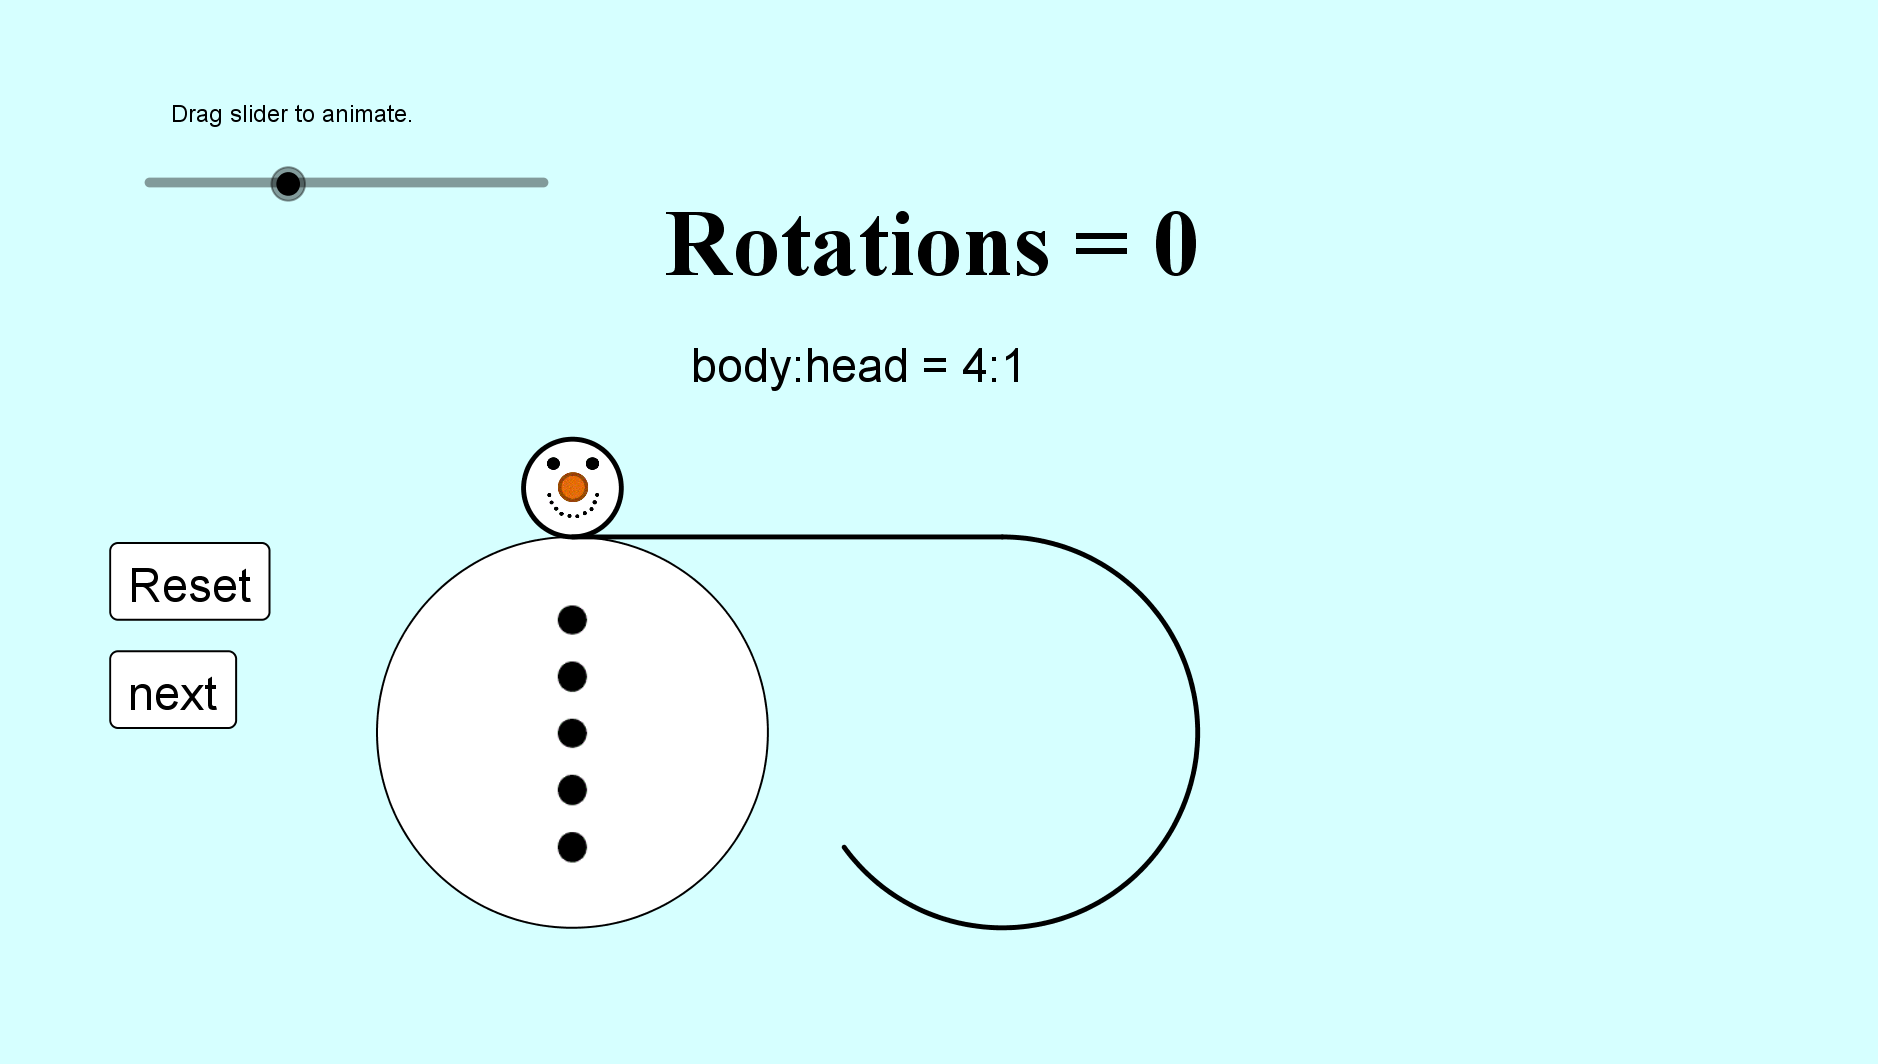 Drag slider to animate.
Rotations = 0
body:head = 4:1
Reset
next